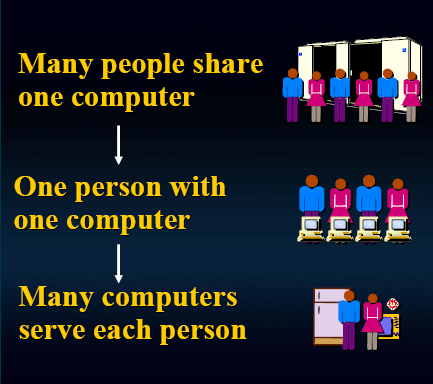 Many people share
one computer
One person with
one computer
Many computers
serve each person